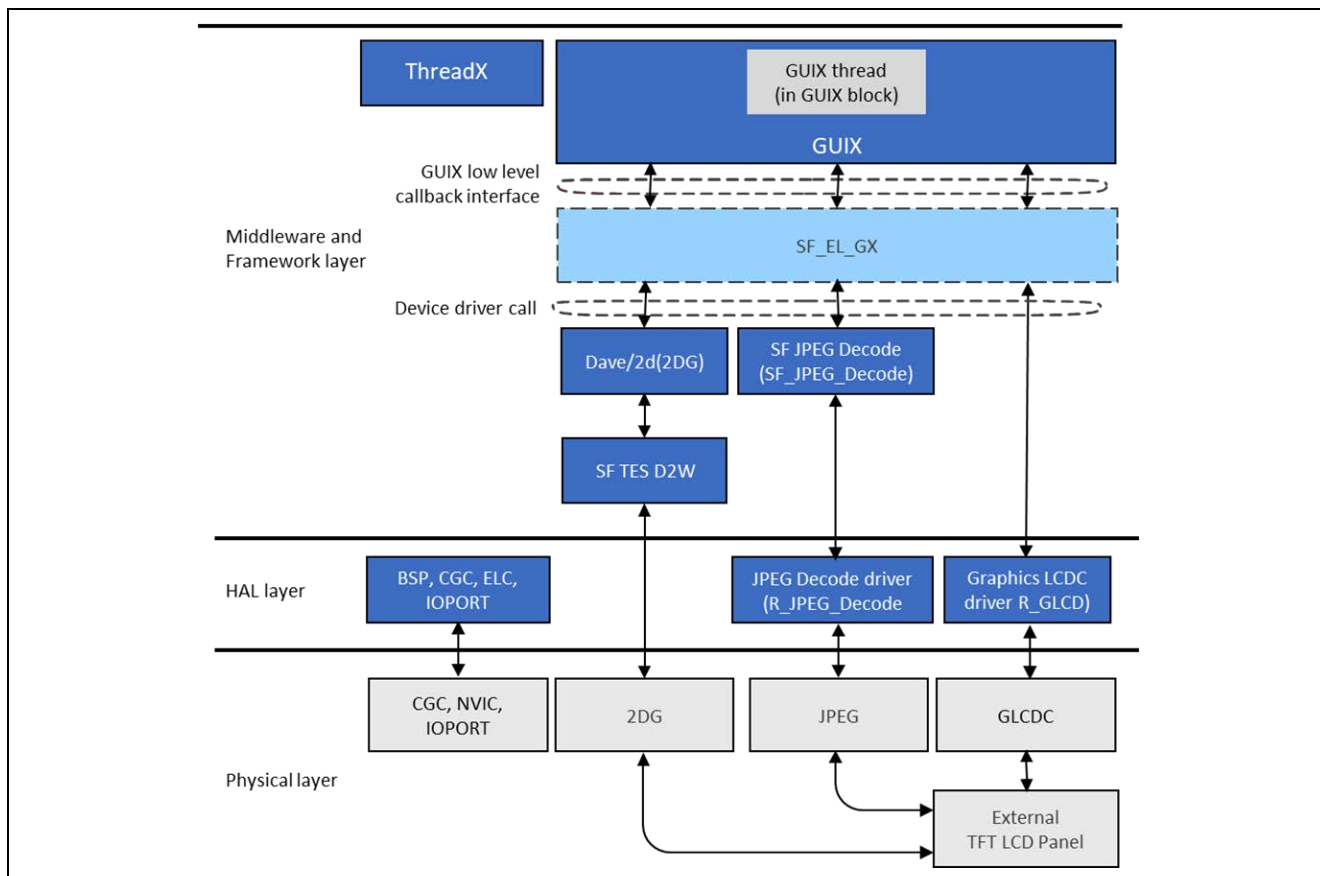 ThreadX
GUIX thread
(in GUIX block)
GUIX
GUIX low level
callback interface
Middleware and
Framework layer
SF_EL_GX
Device driver call
Dave/2d(2DG)
SF JPEG Decode
(SF_JPEG_Decode)
SF TES D2W
HAL layer
BSP, CGC, ELC,
IOPORT
JPEG Decode driver
(R_JPEG_Decode
Graphics LCDC
driver R_GLCD)
CGC, NVIC,
IOPORT
2DG
JPEG
GLCDC
Physical layer
External
TFT LCD Panel